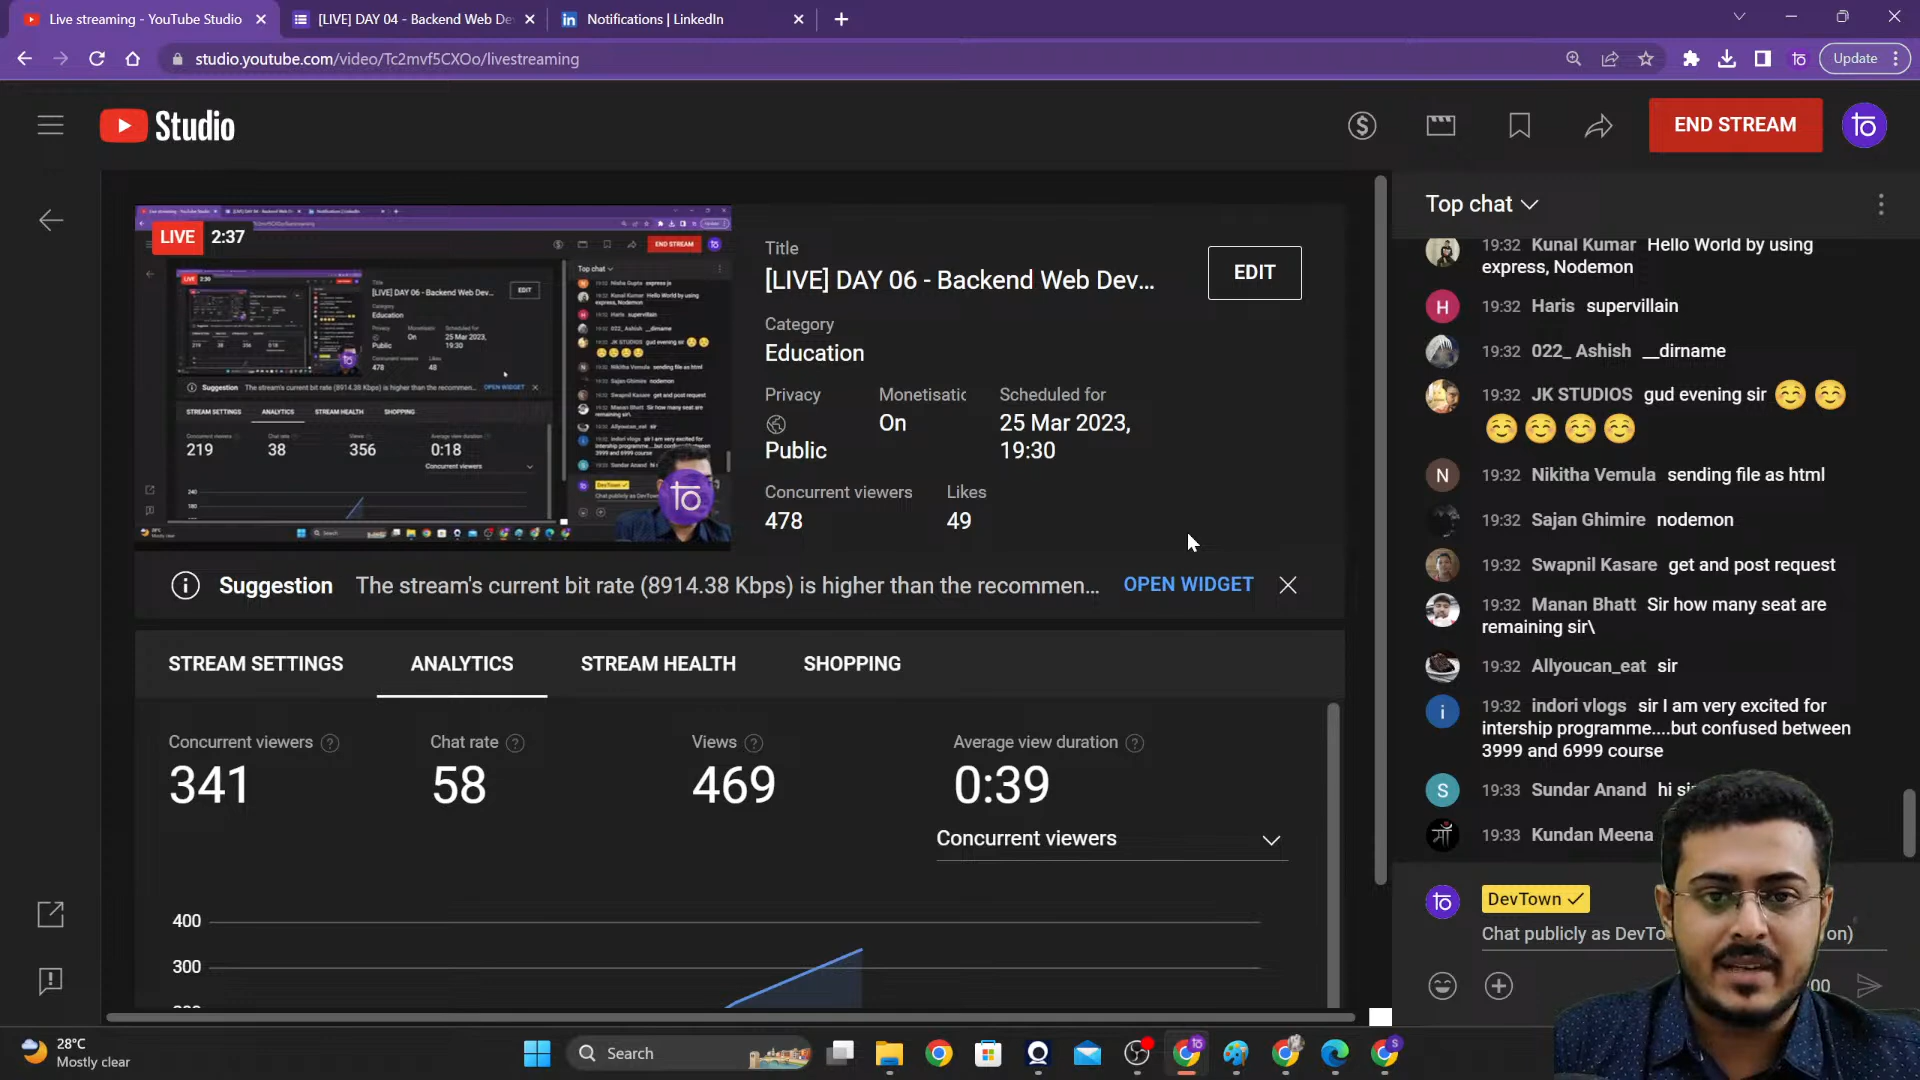 Live streaming - YouTube Studio
[LIVE] DAY 04 - Backend Web De
Notifications | LinkedIn
studio.youtube.com/video/Tc2mvf5CXOo/livestreaming
Update
Studio
END STREAM
LIVE 2:37
Title
[LIVE] DAY 06 - Backend Web Dev...
EDIT
Category
Education
Privacy
Public
Monetisatic
On
Scheduled for
25 Mar 2023,
19:30
Concurrent viewers
478
Likes
49
Suggestion The stream's current bit rate (8914.38 Kbps) is higher than the recommen... OPEN WIDGET
STREAM SETTINGS ANALYTICS STREAM HEALTH SHOPPING
Concurrent viewers
341
Chat rate
58
Views
469
Average view duration
0:39
Concurrent viewers
400
300
Top chat
19:32 Kunal Kumar Hello World by using
express, Nodemon
H 19:32 Haris supervillain
19:32 022_ Ashish __dirname
19:32 JK STUDIOS gud evening sir
N 19:32 Nikitha Vemula sending file as html
19:32 Sajan Ghimire nodemon
19:32 Swapnil Kasare get and post request
19:32 Manan Bhatt Sir how many seat are
remaining sir\
19:32 Allyoucan_eat sir
i 19:32 indori vlogs sir I am very excited for
intership programme....but confused between
3999 and 6999 course
S 19:33 Sundar Anand hi
19:33 Kundan Meena
DevTown
Chat publicly as DevTo on)
28°C
Mostly clear
Search